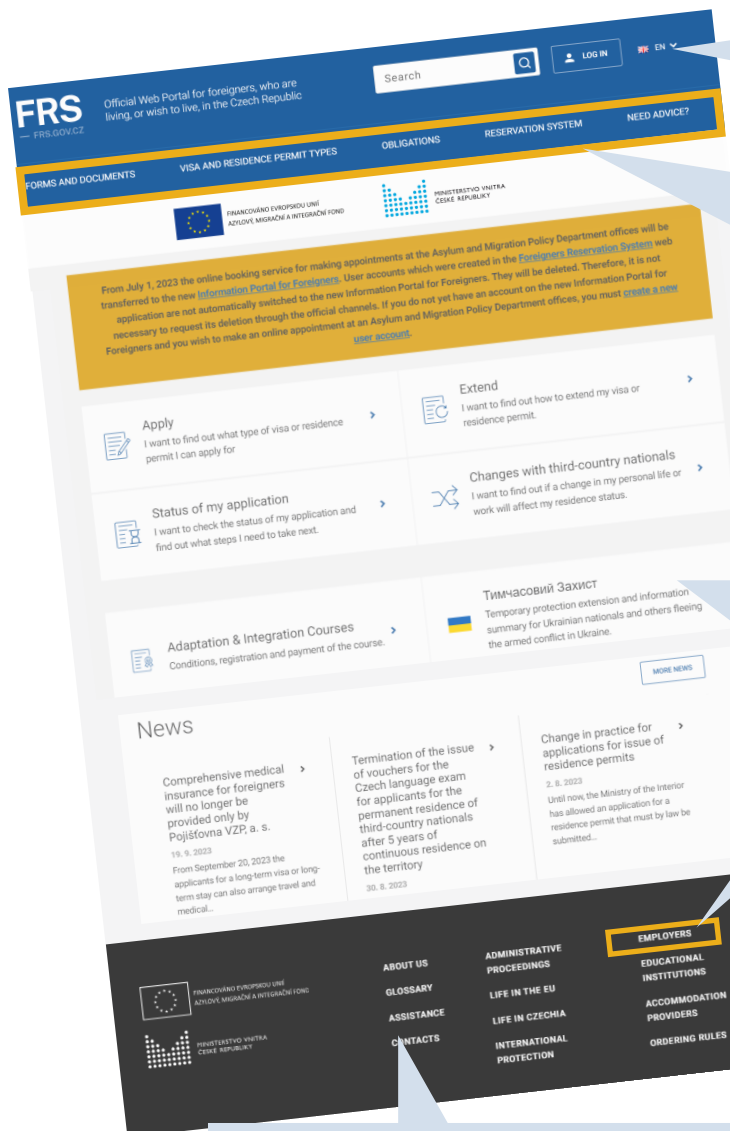 FRS
— FRS.GOV.CZ
Official Web Portal for foreigners, who are
living, or wish to live, in the Czech Republic
Search
LOG IN
EN
FORMS AND DOCUMENTS
VISA AND RESIDENCE PERMIT TYPES
OBLIGATIONS
RESERVATION SYSTEM
NEED ADVICE?
FINANCOVÁNO EVROPSKOU UNIÍ
AZYLOVÝ, MIGRAČNÍ A INTEGRAČNÍ FOND
MINISTERSTVO VNITRA
ČESKÉ REPUBLIKY
From July 1, 2023 the online booking service for making appointments at the Asylum and Migration Policy Department offices will be
transferred to the new Information Portal for Foreigners. User accounts which were created in the Foreigners Reservation System web
application are not automatically switched to the new Information Portal for Foreigners. They will be deleted. Therefore, it is not
necessary to request its deletion through the official channels. If you do not yet have an account on the new Information Portal for
Foreigners and you wish to make an online appointment at an Asylum and Migration Policy Department offices, you must create a new
user account.
Apply
I want to find out what type of visa or residence
permit I can apply for
Extend
I want to find out how to extend my visa or
residence permit.
Status of my application
I want to check the status of my application and
find out what steps I need to take next.
Changes with third-country nationals
I want to find out if a change in my personal life or
work will affect my residence status.
Adaptation & Integration Courses
Conditions, registration and payment of the course.
Тимчасовий Захист
Temporary protection extension and information
summary for Ukrainian nationals and others fleeing
the armed conflict in Ukraine.
MORE NEWS
News
Comprehensive medical
insurance for foreigners
will no longer be
provided only by
Pojišťovna VZP, a. s.
19. 9. 2023
From September 20, 2023 the
applicants for a long-term visa or long-
term stay can also arrange travel and
medical...
Termination of the issue
of vouchers for the
Czech language exam
for applicants for the
permanent residence of
third-country nationals
after 5 years of
continuous residence on
the territory
30. 8. 2023
Change in practice for
applications for issue of
residence permits
2. 8. 2023
Until now, the Ministry of the Interior
has allowed an application for a
residence permit that must by law be
submitted...
FINANCOVÁNO EVROPSKOU UNIÍ
AZYLOVÝ, MIGRAČNÍ A INTEGRAČNÍ FOND
MINISTERSTVO VNITRA
ČESKÉ REPUBLIKY
ABOUT US
GLOSSARY
ASSISTANCE
CONTACTS
ADMINISTRATIVE
PROCEEDINGS
LIFE IN THE EU
LIFE IN CZECHIA
INTERNATIONAL
PROTECTION
EMPLOYERS
EDUCATIONAL
INSTITUTIONS
ACCOMMODATION
PROVIDERS
ORDERING RULES